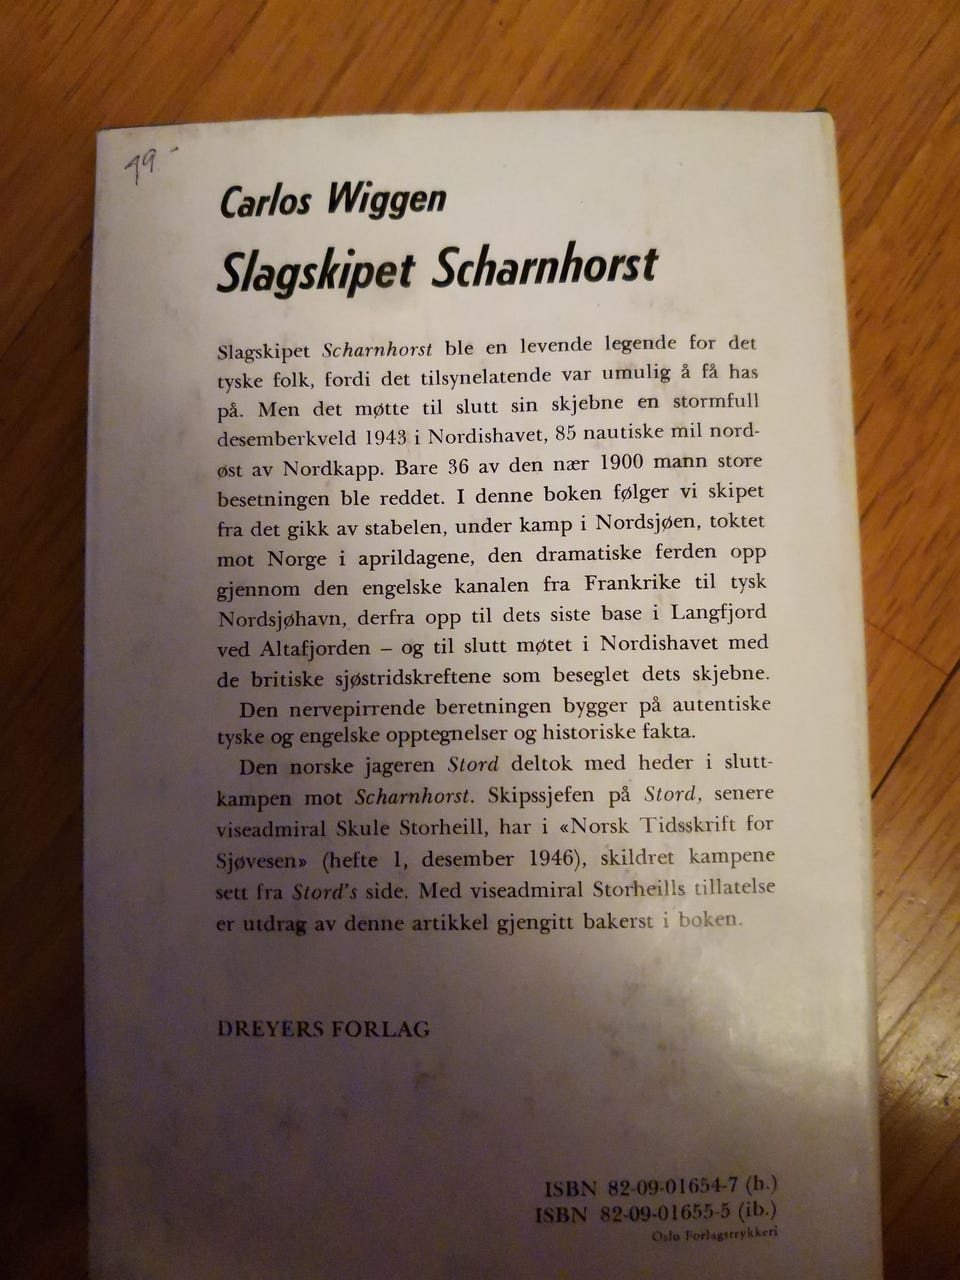 49-
Carlos Wiggen
Slagskipet Scharnhorst
Slagskipet Scharnhorst ble en levende legende for det
tyske folk, fordi det tilsynelatende var umulig å få has
på. Men det møtte til slutt sin skjebne en stormfull
desemberkveld 1943 i Nordishavet, 85 nautiske mil nord-
øst av Nordkapp. Bare 36 av den nær 1900 mann store
besetningen ble reddet. I denne boken følger vi skipet
fra det gikk av stabelen, under kamp i Nordsjøen, toktet
mot Norge i aprildagene, den dramatiske ferden opp
gjennom den engelske kanalen fra Frankrike til tysk
Nordsjøhavn, derfra opp til dets siste base i Langfjord
ved Altafjorden – og til slutt møtet i Nordishavet med
de britiske sjøstridskreftene som beseglet dets skjebne.
Den nervepirrende beretningen bygger på autentiske
tyske og engelske opptegnelser og historiske fakta.
Den norske jageren Stord deltok med heder i slutt-
kampen mot Scharnhorst. Skipssjefen på Stord, senere
viseadmiral Skule Storheill, har i «Norsk Tidsskrift for
Sjøvesen» (hefte 1, desember 1946), skildret kampene
sett fra Stord's side. Med viseadmiral Storheills tillatelse
er utdrag av denne artikkel gjengitt bakerst i boken.
DREYERS FORLAG
ISBN 82-09-01654-7 (h.)
ISBN 82-09-01655-5 (ib.)
Oslo Forlagstrykkeri